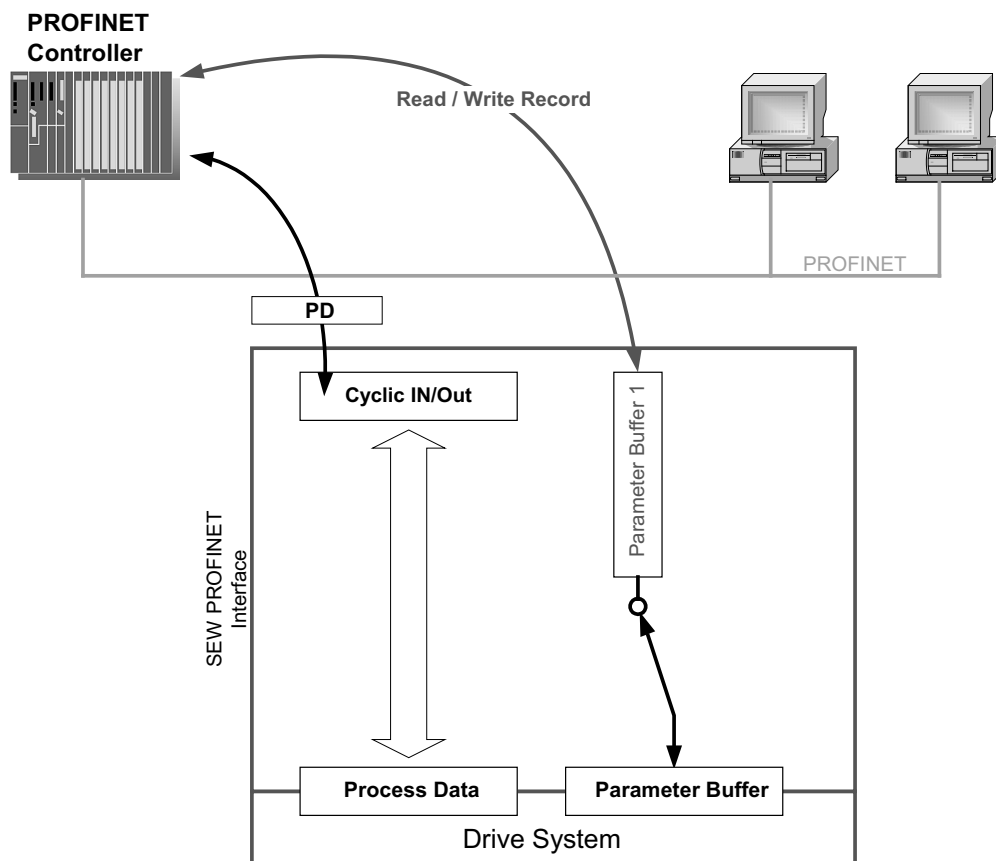 PROFINET
Controller
Read / Write Record
PROFINET
PD
Cyclic IN/Out
Parameter Buffer 1
SEW PROFINET
Interface
Process Data
Parameter Buffer
Drive System